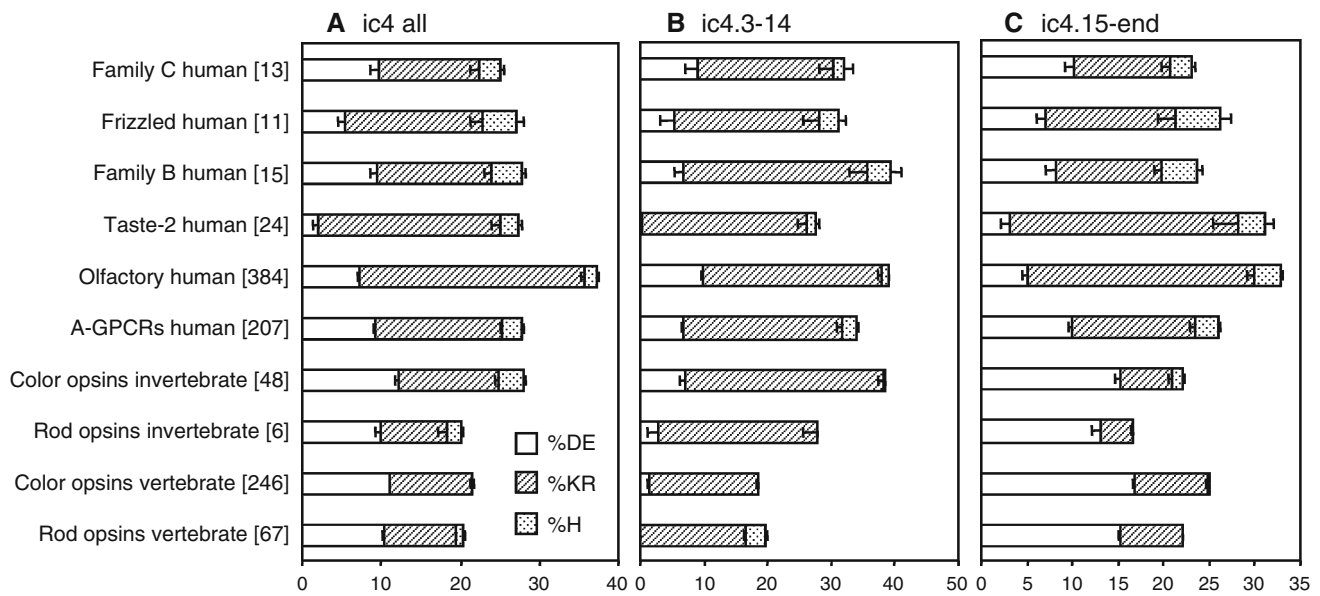 A ic4 all
B ic4.3-14
C ic4.15-end
Family C human [13]
Frizzled human [11]
Family B human [15]
Taste-2 human [24]
Olfactory human [384]
A-GPCRs human [207]
Color opsins invertebrate [48]
Rod opsins invertebrate [6]
Color opsins vertebrate [246]
Rod opsins vertebrate [67]
%DE
%KR
%H
0 10 20 30 40
0 10 20 30 40 50
0 5 10 15 20 25 30 35